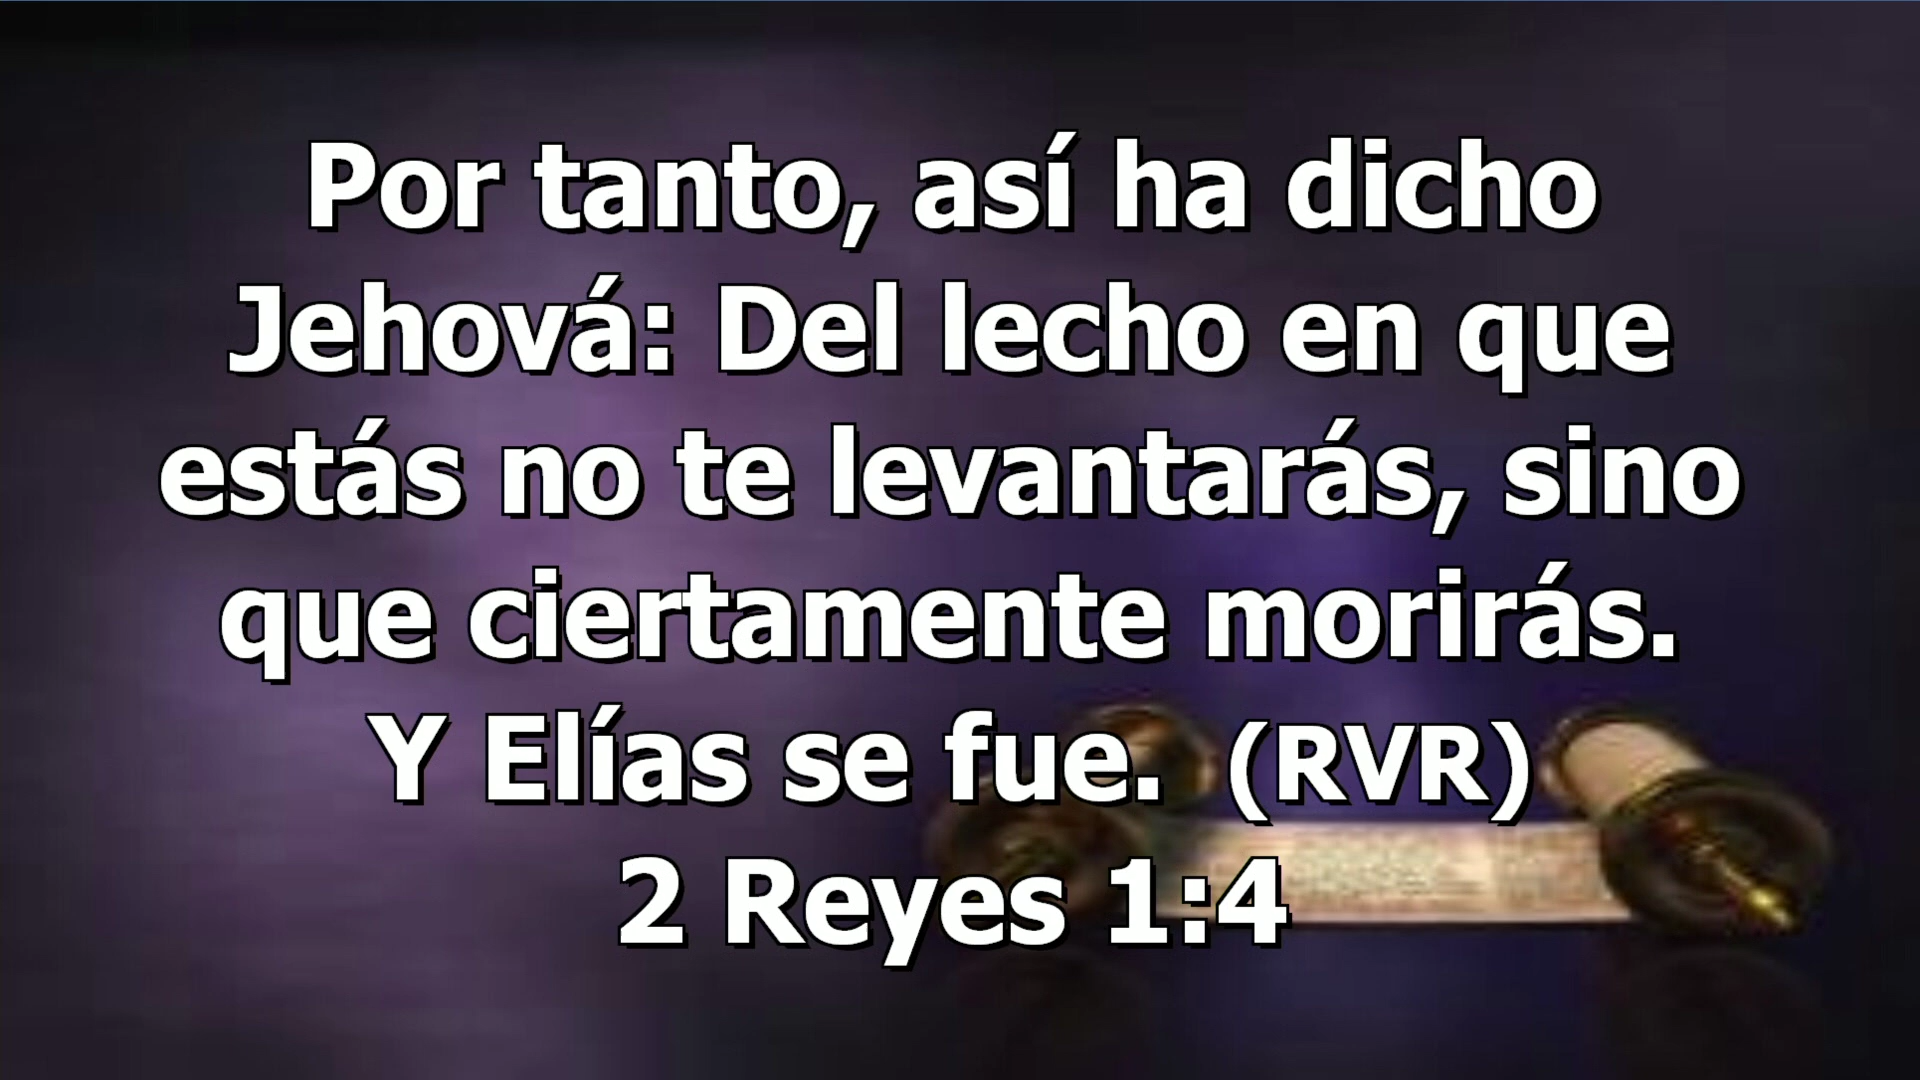 Por tanto, así ha dicho
Jehová: Del lecho en que
estás no te levantarás, sino
que ciertamente morirás.
Y Elías se fue. (RVR)
2 Reyes 1:4